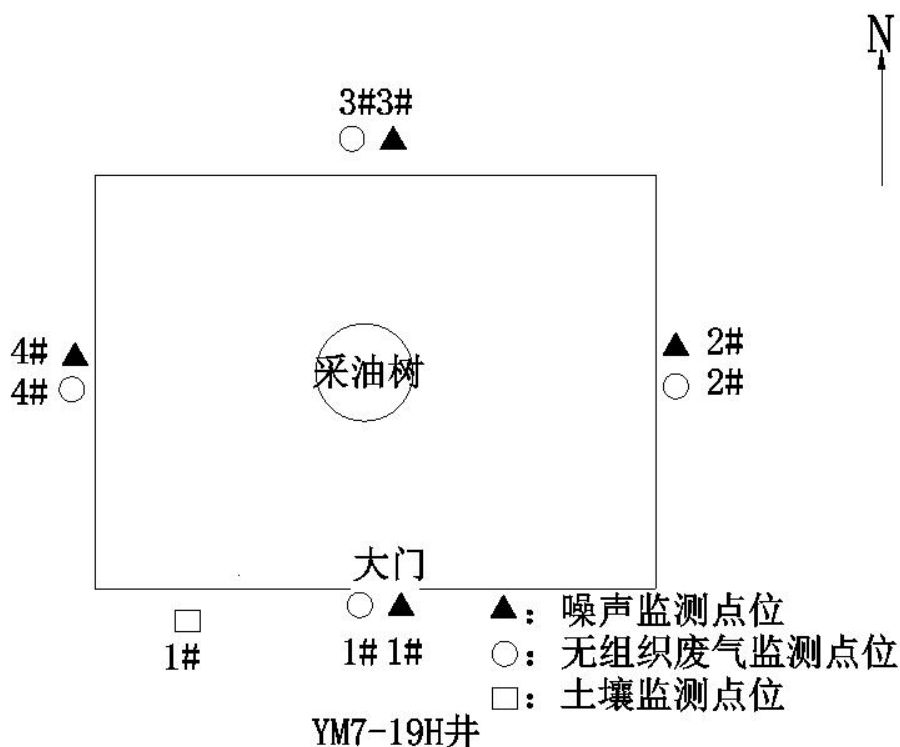 N
3#3#
4#
4#
采油树
2#
2#
大门
1#
1# 1#
▲：噪声监测点位
○：无组织废气监测点位
□：土壤监测点位
YM7-19H井